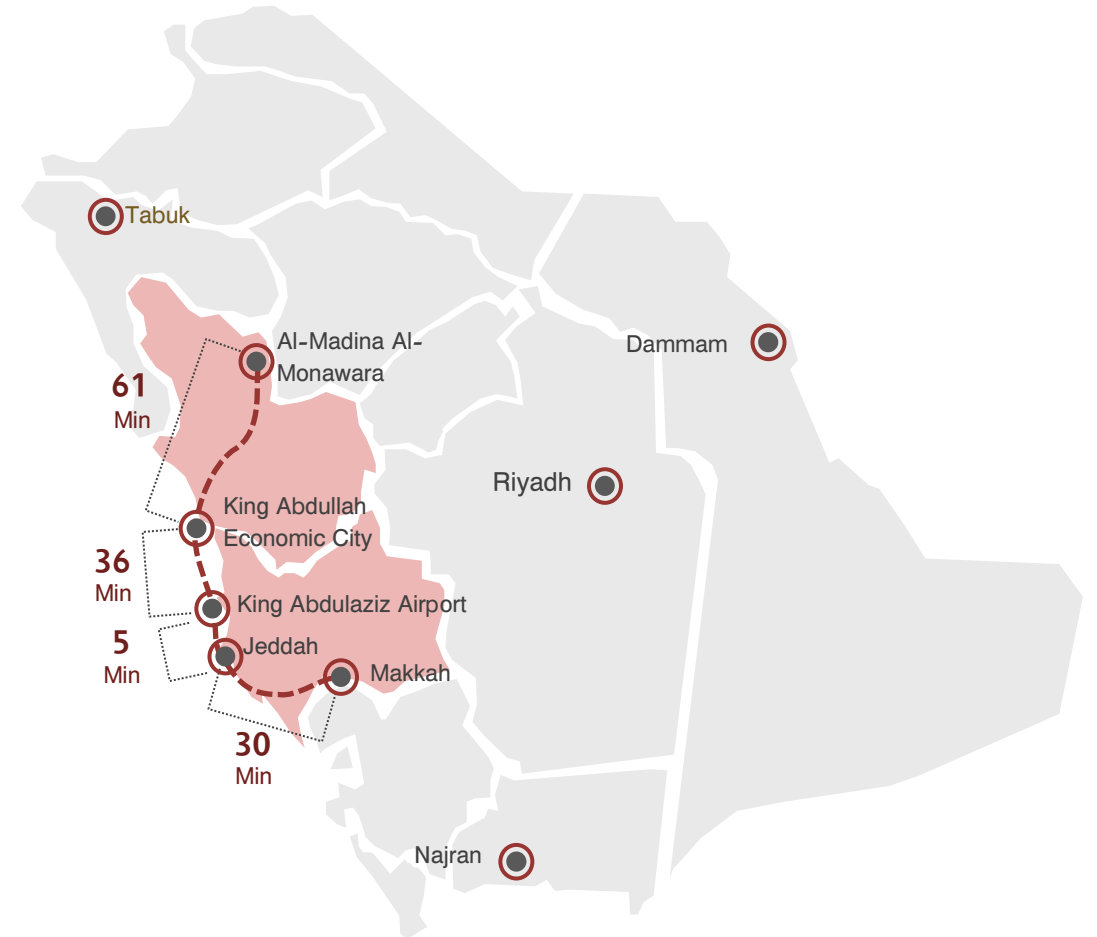 Tabuk
Al-Madina Al-
Monawara
Dammam
61
Min
Riyadh
King Abdullah
Economic City
36
Min
King Abdulaziz Airport
5
Min
Jeddah
Makkah
30
Min
Najran